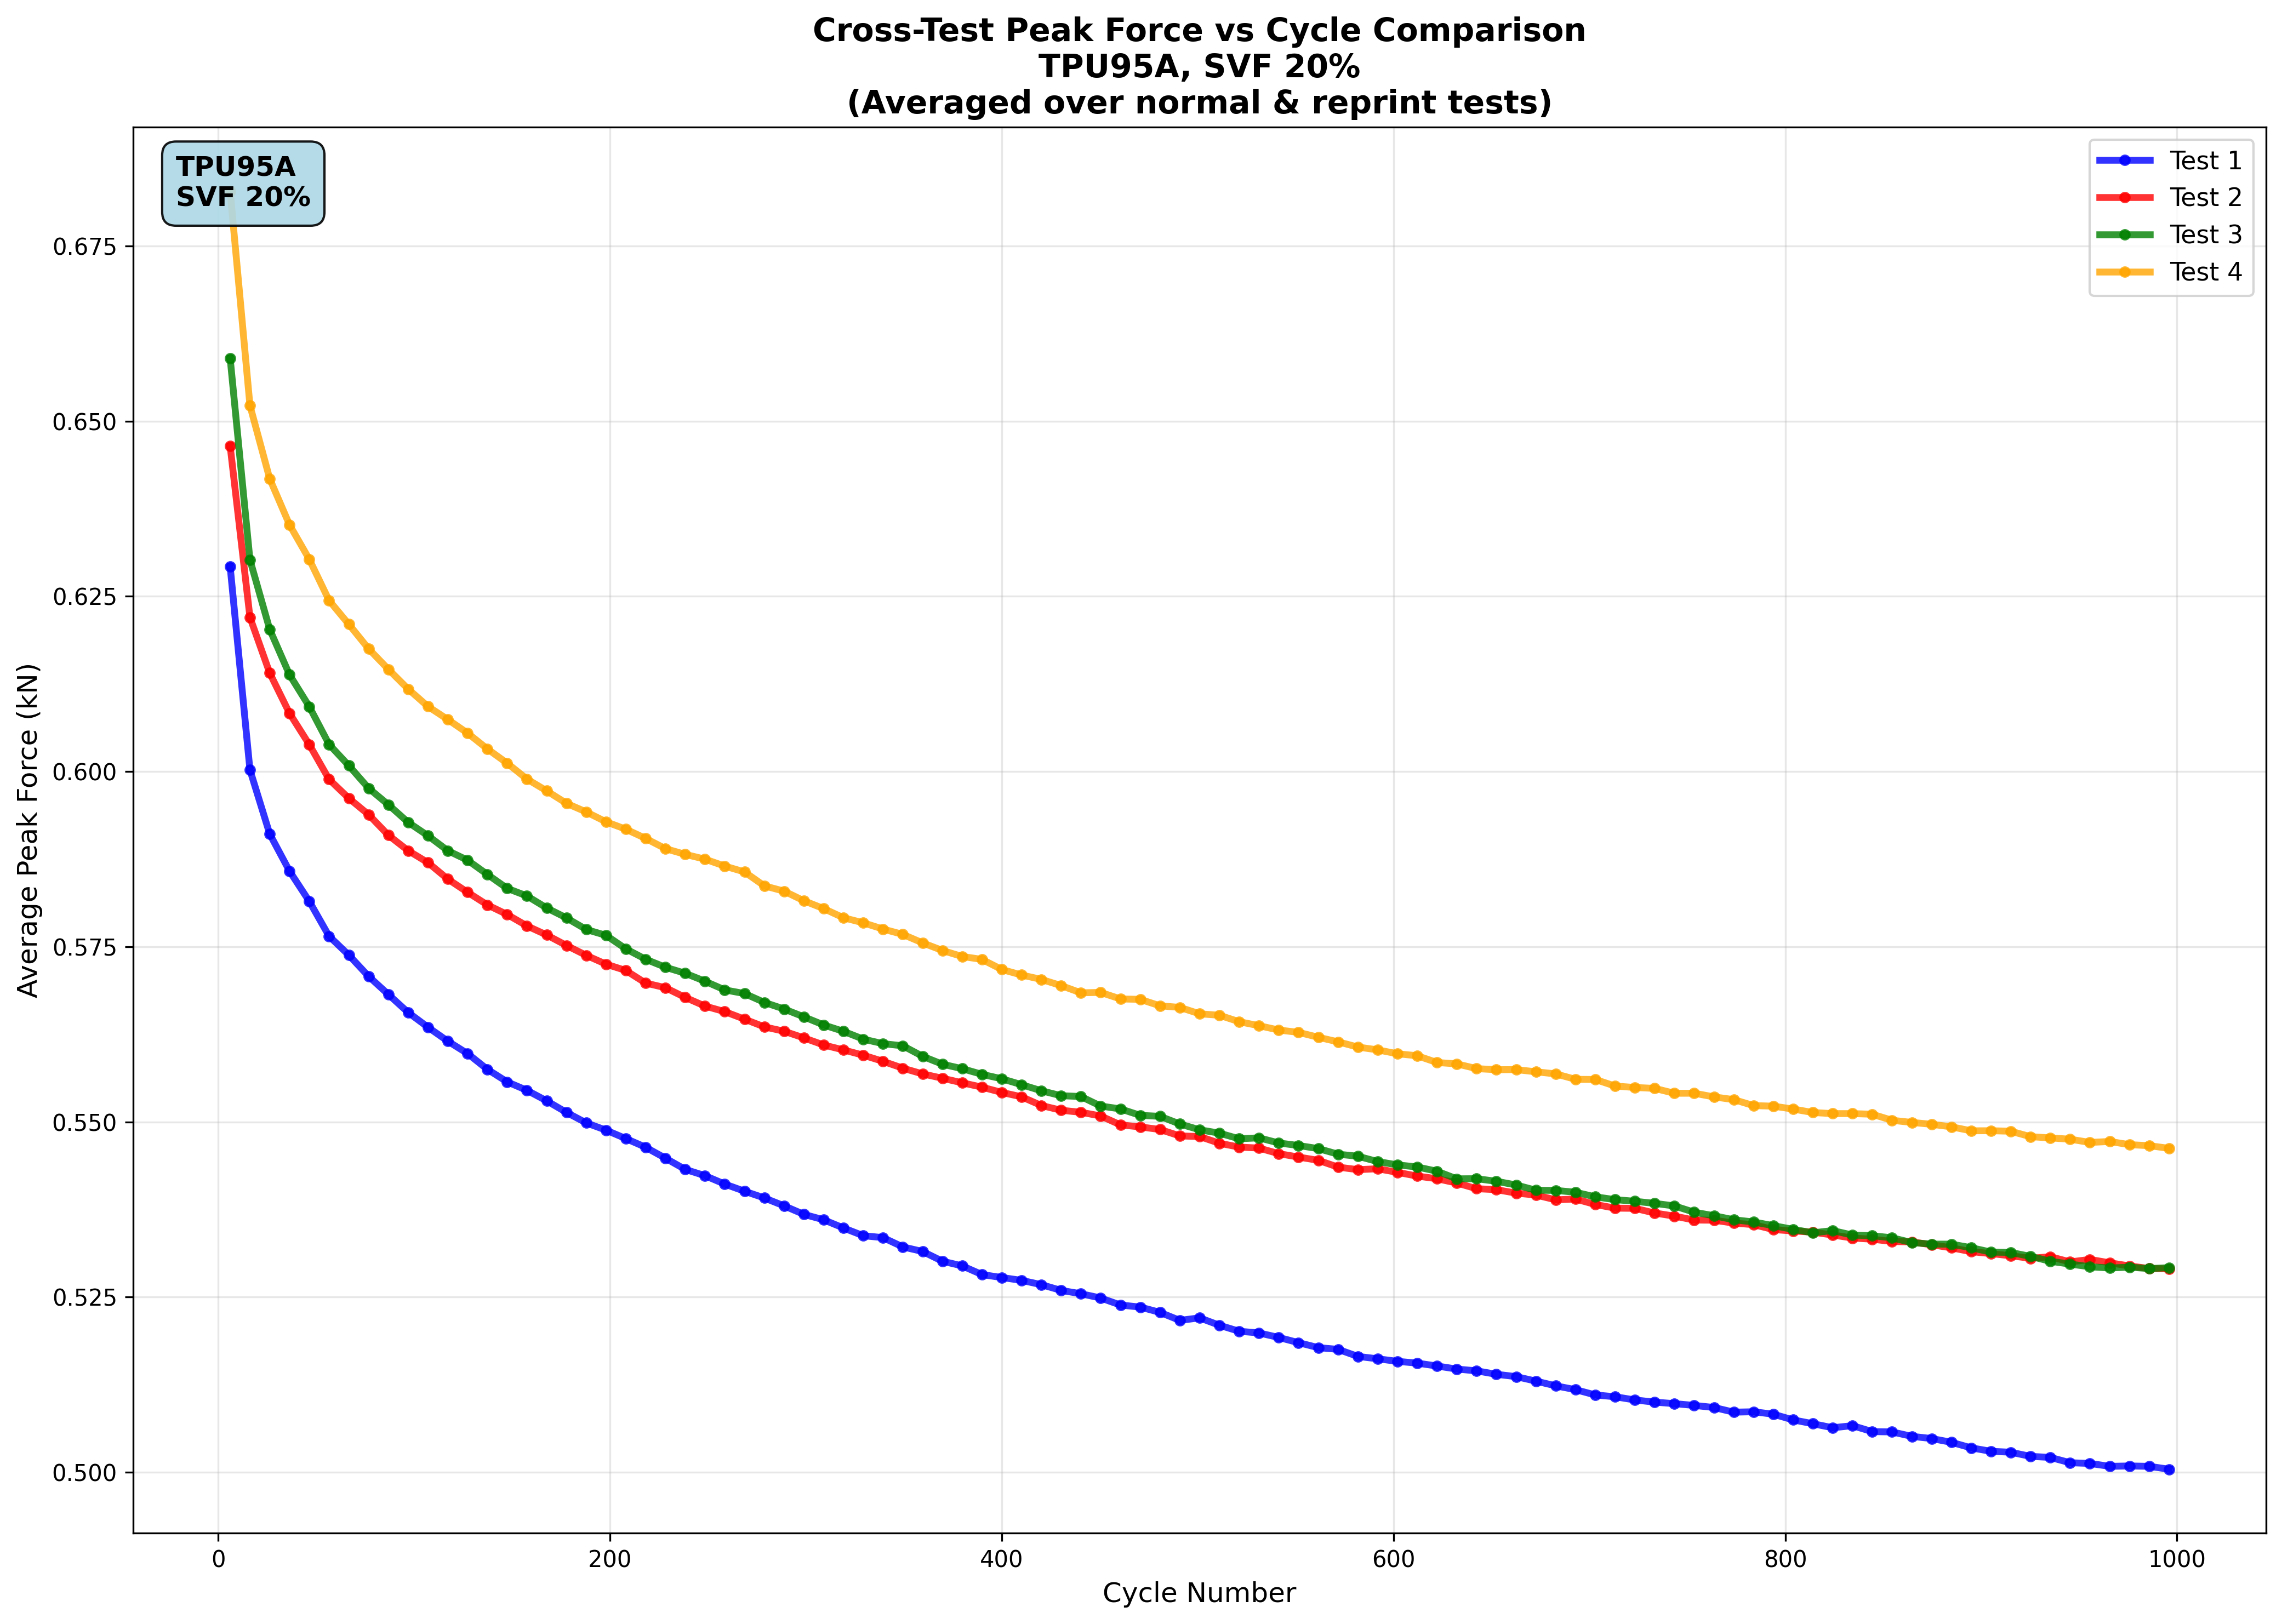 Cross-Test Peak Force vs Cycle Comparison
TPU95A, SVF 20%
(Averaged over normal & reprint tests)
TPU95A
SVF 20%
Test 1
Test 2
Test 3
Test 4
Average Peak Force (kN)
0.675
0.650
0.625
0.600
0.575
0.550
0.525
0.500
0
200
400
600
800
1000
Cycle Number